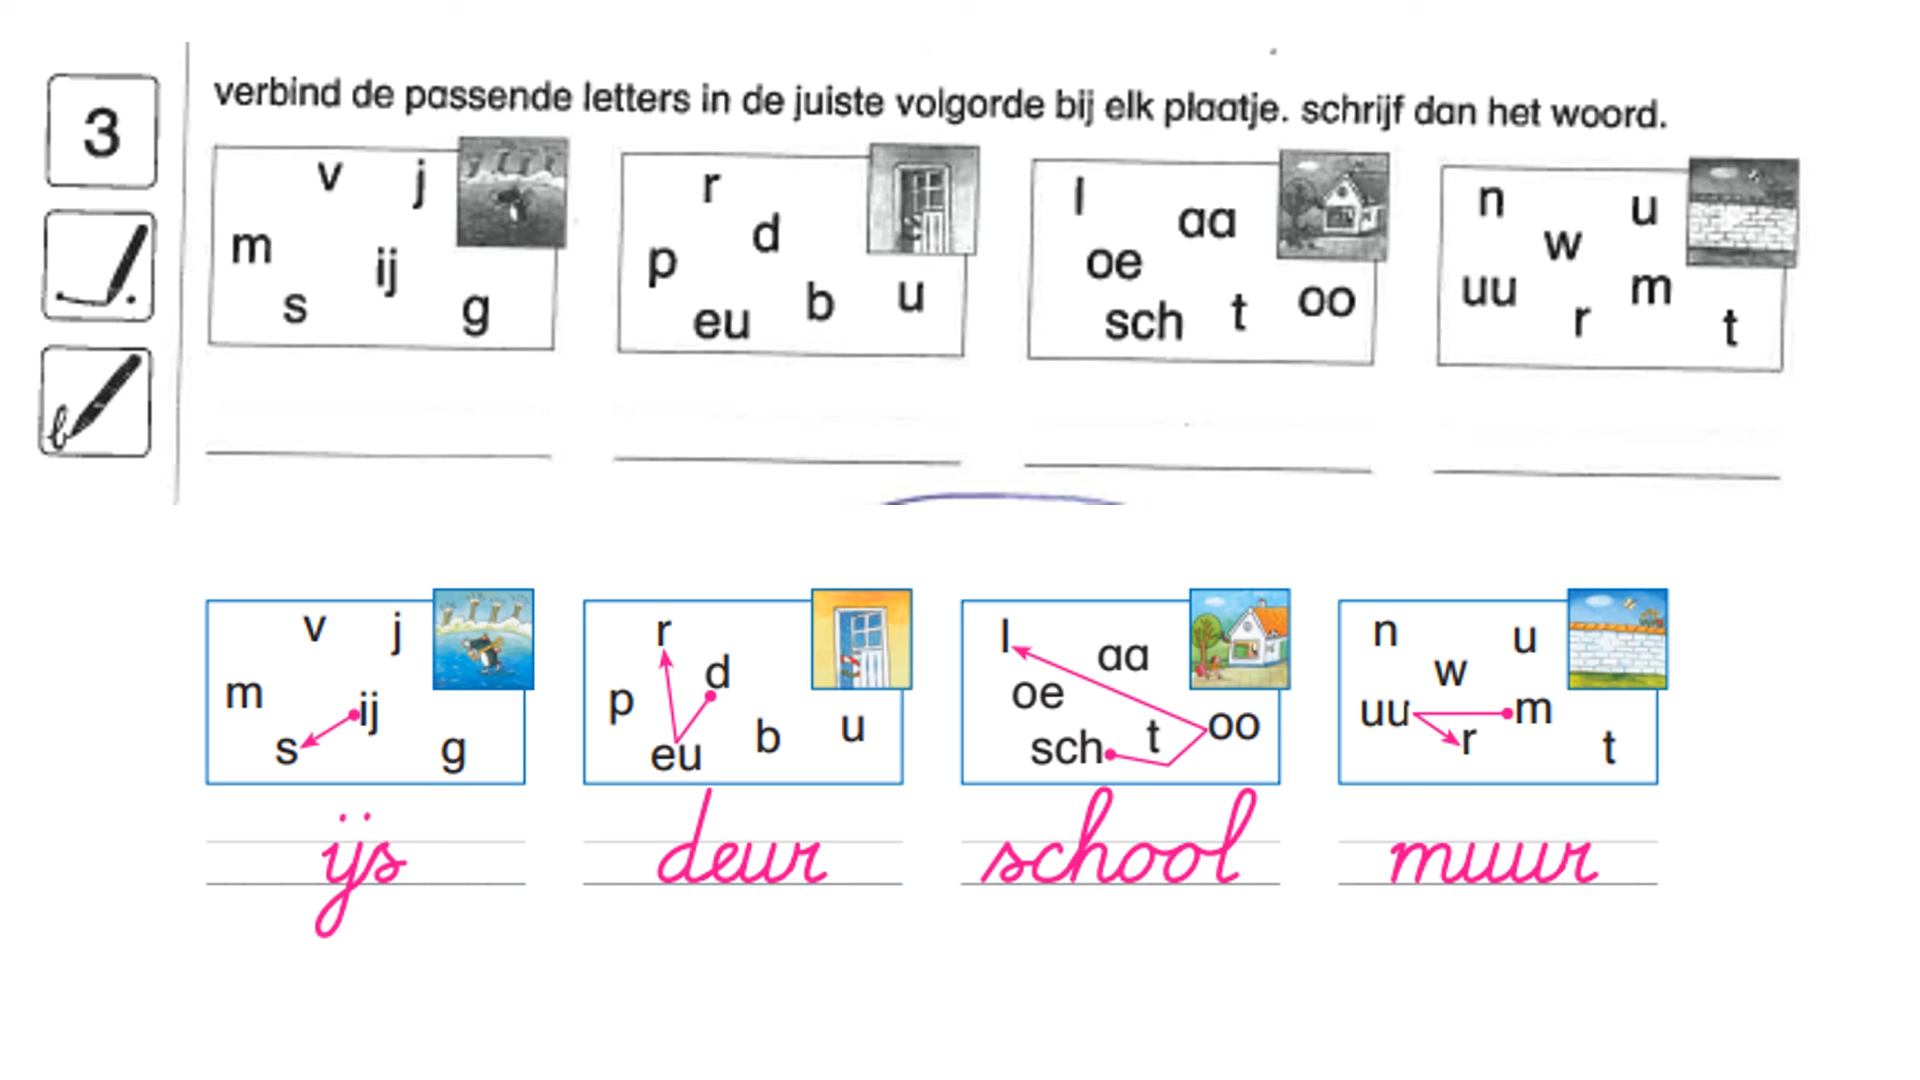 3
verbind de passende letters in de juiste volgorde bij elk plaatje. schrijf dan het woord.
v j
m ij
s g
r
d
p
eu b u
l aa
oe
sch t oo
n u
w
uu m
r t
b
v j
m ij
s g
r
d
p
eu b u
l aa
oe
sch t oo
n u
w
uu m
r t
ijs deur school muur